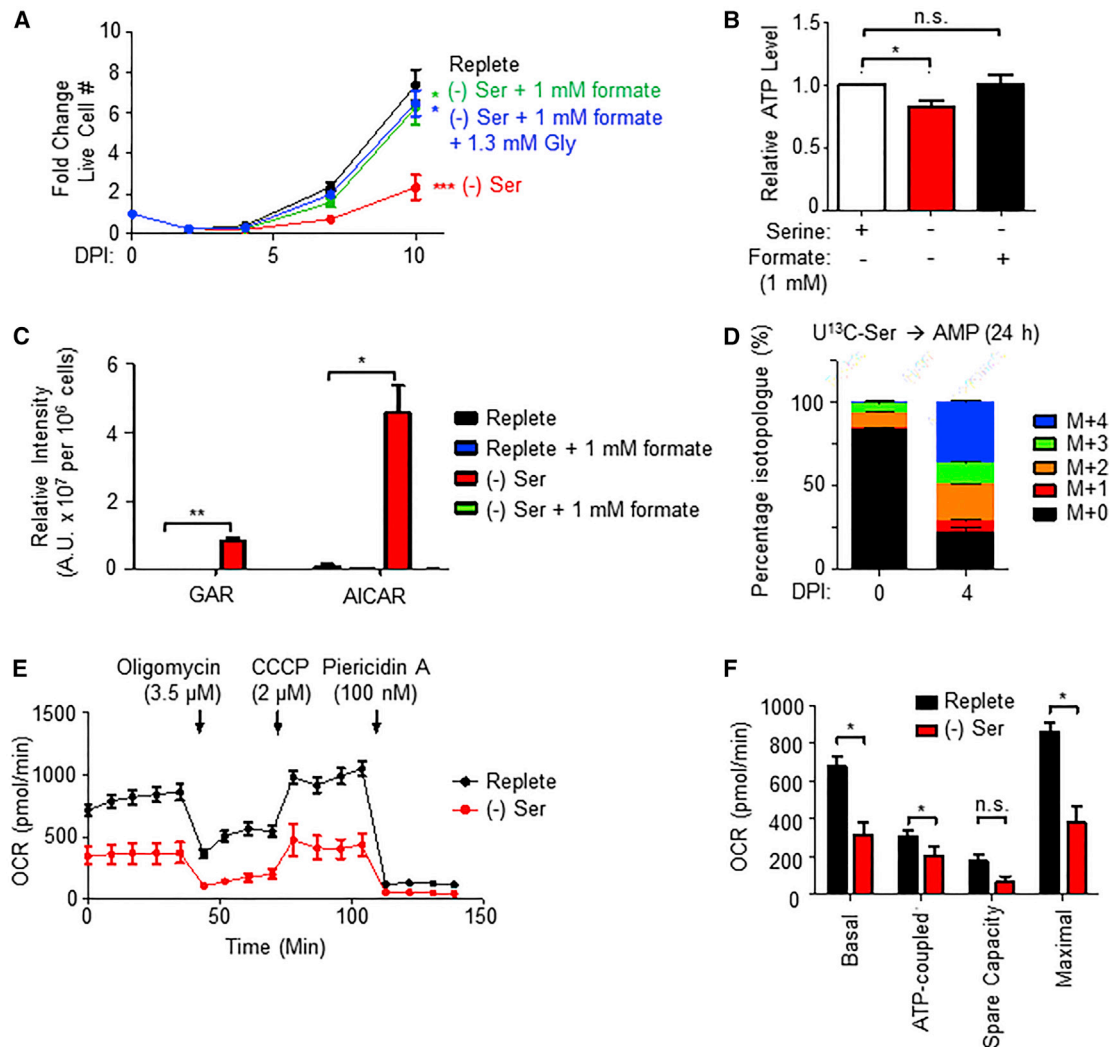 A
Fold Change
Live Cell #
10
8
6
4
2
0
DPI: 0 5 10
Replete
* (-) Ser + 1 mM formate
* (-) Ser + 1 mM formate
+ 1.3 mM Gly
*** (-) Ser
B
n.s.
*
Relative ATP Level
1.5
1.0
0.5
0.0
Serine: + - -
Formate: - - +
(1 mM)
C
Relative Intensity
(A.U. x 10⁷ per 10⁶ cells)
6
4
2
0
**
*
GAR AICAR
Replete
Replete + 1 mM formate
(-) Ser
(-) Ser + 1 mM formate
D
U¹³C-Ser → AMP (24 h)
Percentage isotopologue (%)
100
50
0
DPI: 0 4
M+4
M+3
M+2
M+1
M+0
E
Oligomycin CCCP Piericidin A
(3.5 µM) (2 µM) (100 nM)
OCR (pmol/min)
1500
1000
500
0
0 50 100 150
Time (Min)
Replete
(-) Ser
F
Replete
(-) Ser
OCR (pmol/min)
1000
800
600
400
200
0
*
*
n.s.
*
Basal
ATP-coupled
Spare Capacity
Maximal